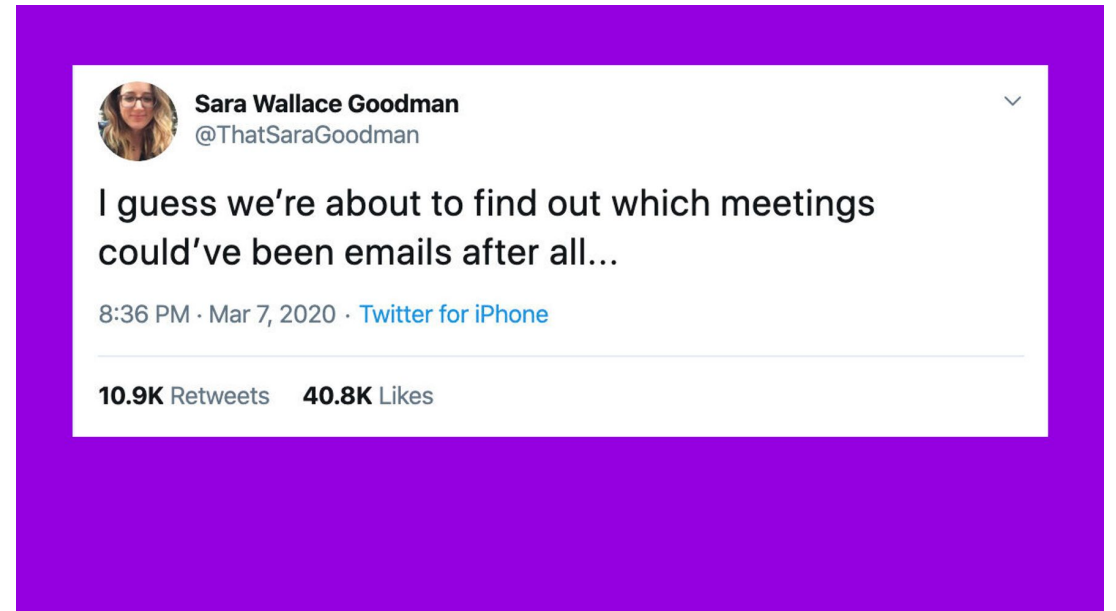 Sara Wallace Goodman
@ThatSaraGoodman
I guess we’re about to find out which meetings
could’ve been emails after all...
8:36 PM · Mar 7, 2020 · Twitter for iPhone
10.9K Retweets 40.8K Likes